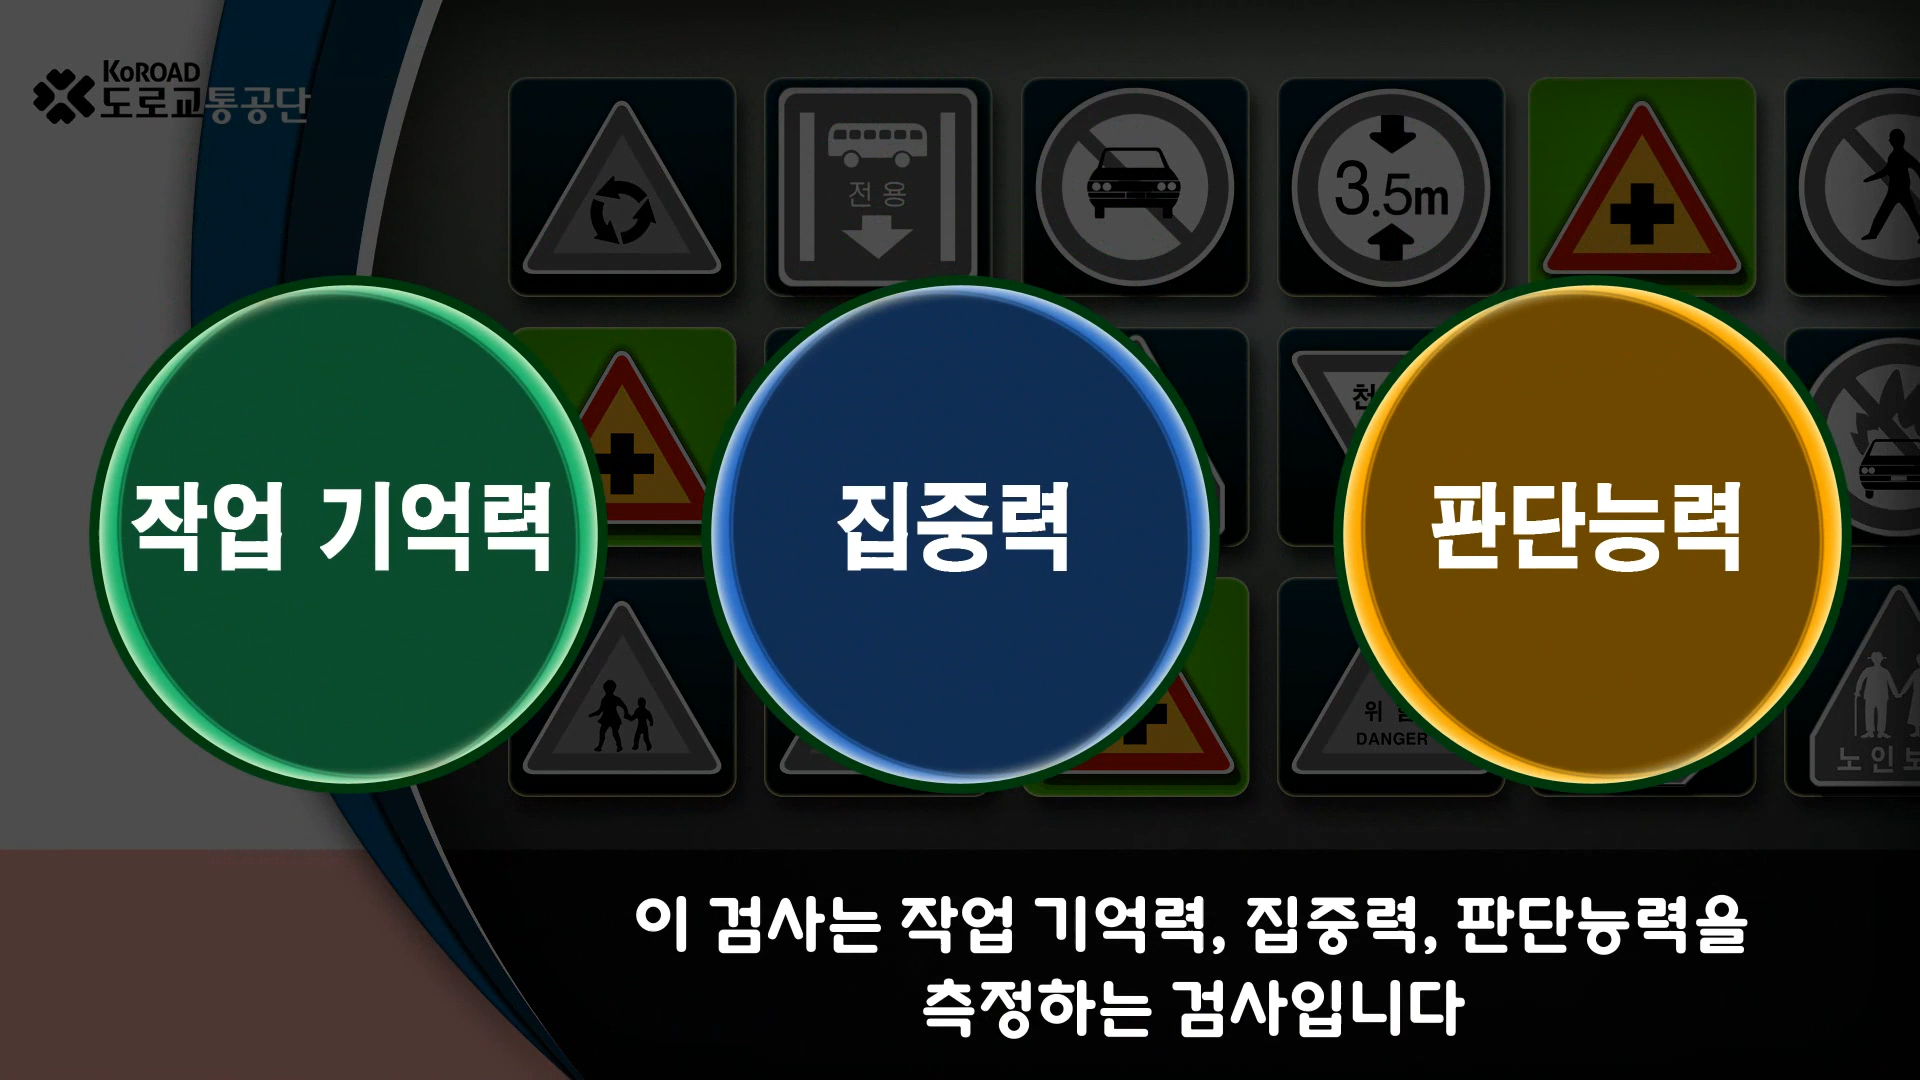 KoROAD
도로교통공단
전용
3.5m
작업 기억력
집중력
판단능력
위
DANGER
이 검사는 작업 기억력, 집중력, 판단능력을
측정하는 검사입니다